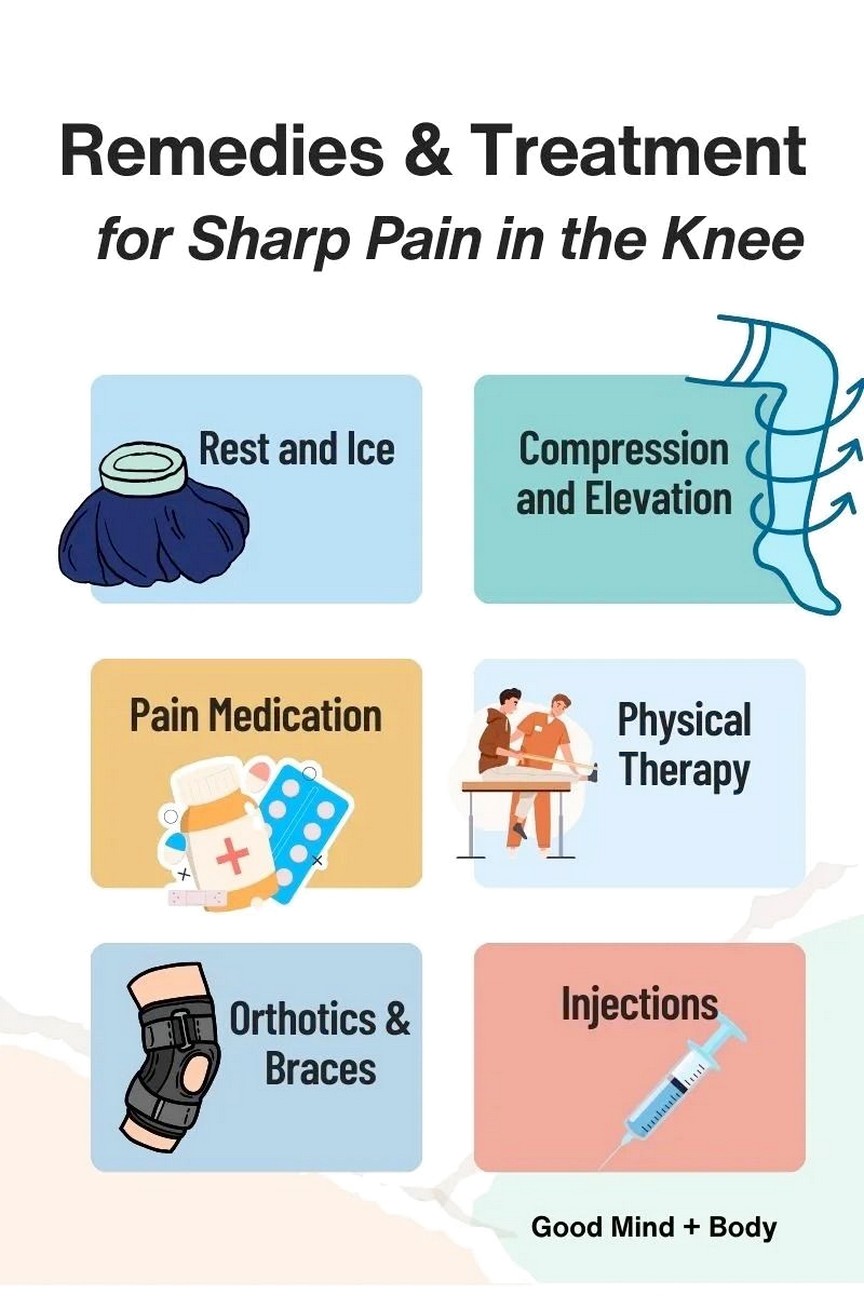 Remedies & Treatment
for Sharp Pain in the Knee
Rest and Ice
Compression
and Elevation
Pain Medication
Physical
Therapy
Orthotics &
Braces
Injections
Good Mind + Body